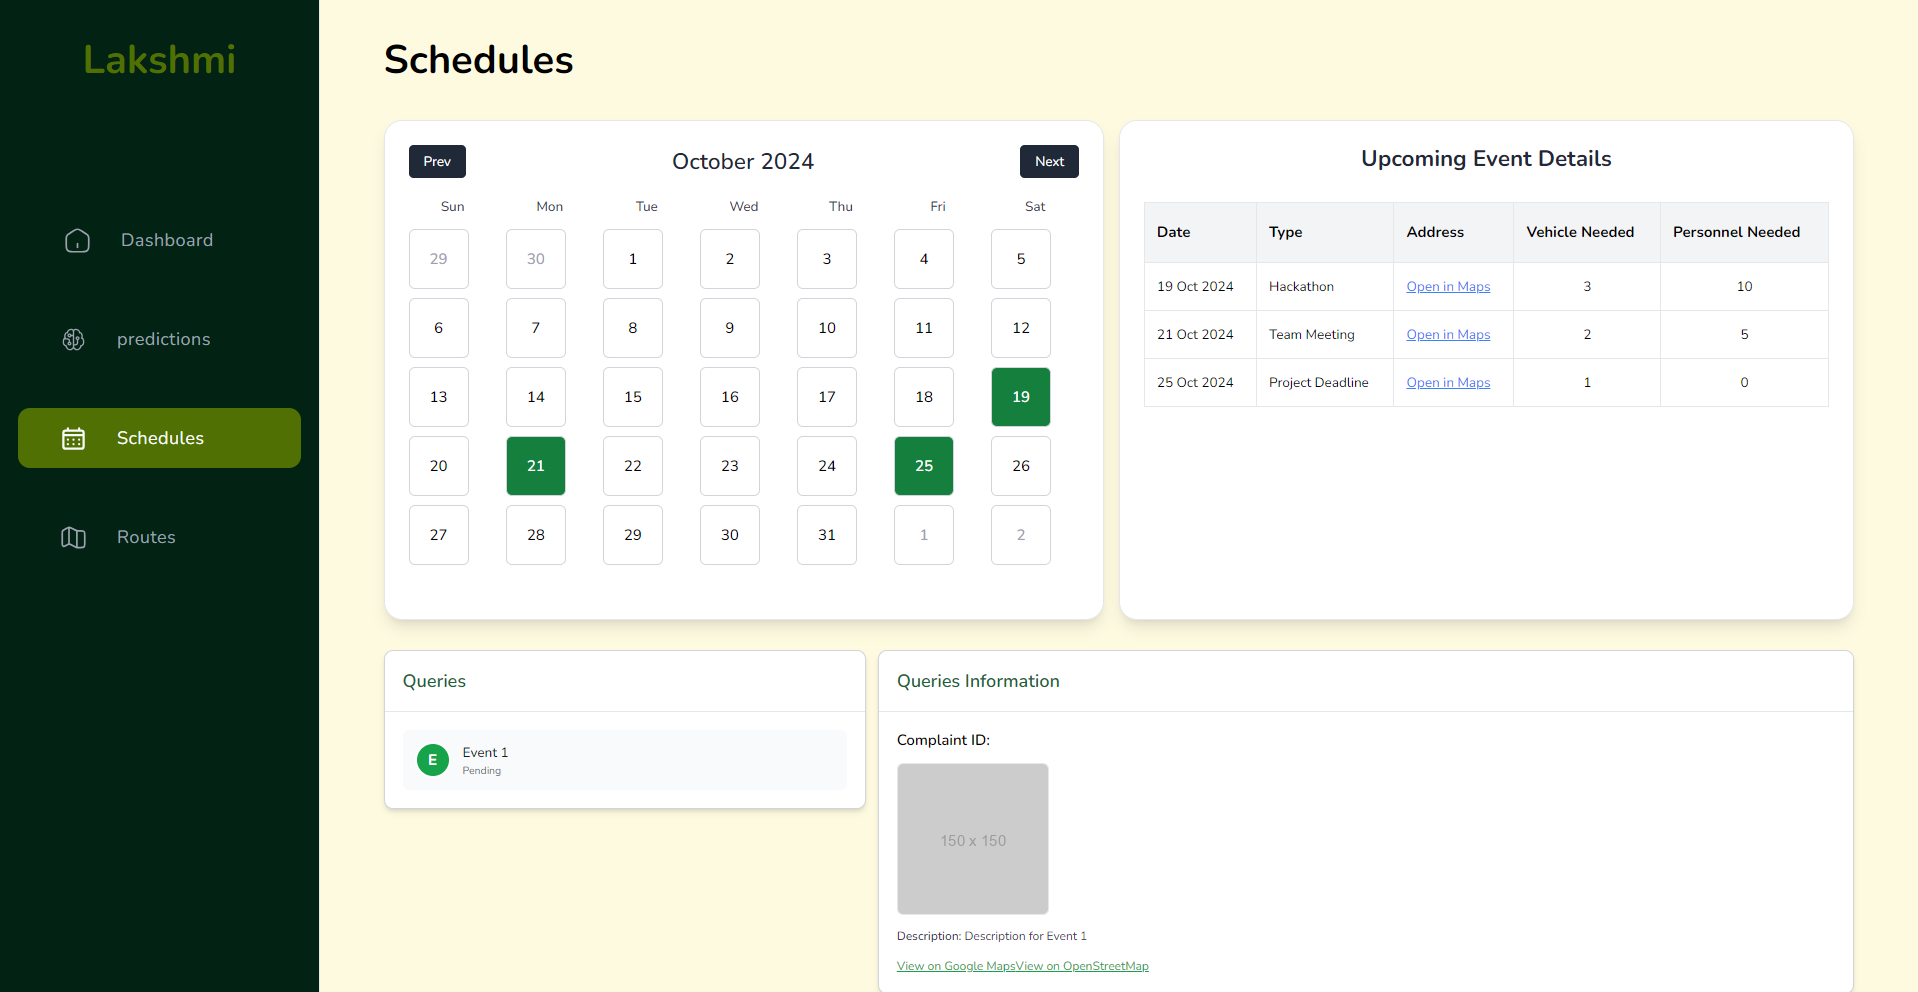 Lakshmi
Dashboard
predictions
Schedules
Routes
Schedules
Prev
October 2024
Next
Sun Mon Tue Wed Thu Fri Sat
29 30 1 2 3 4 5
6 7 8 9 10 11 12
13 14 15 16 17 18 19
20 21 22 23 24 25 26
27 28 29 30 31 1 2
Upcoming Event Details
Date Type Address Vehicle Needed Personnel Needed
19 Oct 2024 Hackathon Open in Maps 3 10
21 Oct 2024 Team Meeting Open in Maps 2 5
25 Oct 2024 Project Deadline Open in Maps 1 0
Queries
E
Event 1
Pending
Queries Information
Complaint ID:
150 x 150
Description: Description for Event 1
View on Google MapsView on OpenStreetMap